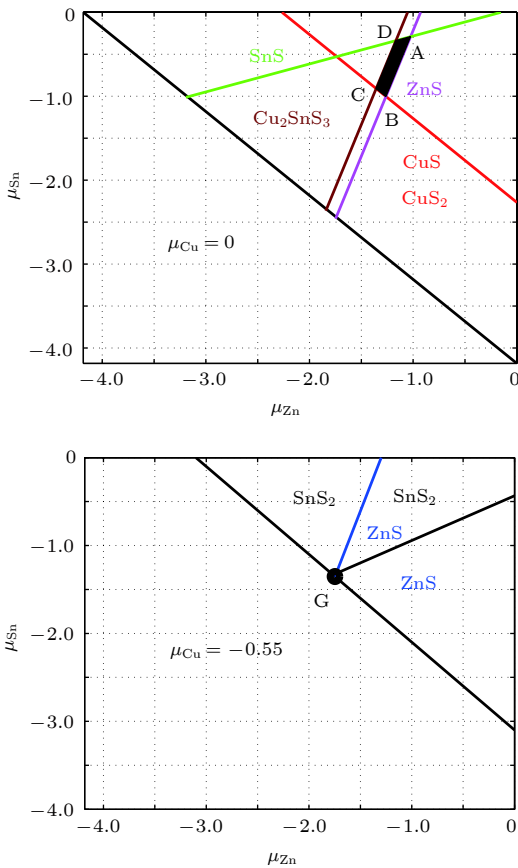 0
−1.0
−2.0
−3.0
−4.0
μSn
SnS
D
A
C
ZnS
B
Cu2SnS3
CuS
CuS2
μCu = 0
−4.0 −3.0 −2.0 −1.0 0
μZn
0
−1.0
−2.0
−3.0
−4.0
μSn
SnS2 SnS2
ZnS
ZnS
G
μCu = −0.55
−4.0 −3.0 −2.0 −1.0 0
μZn